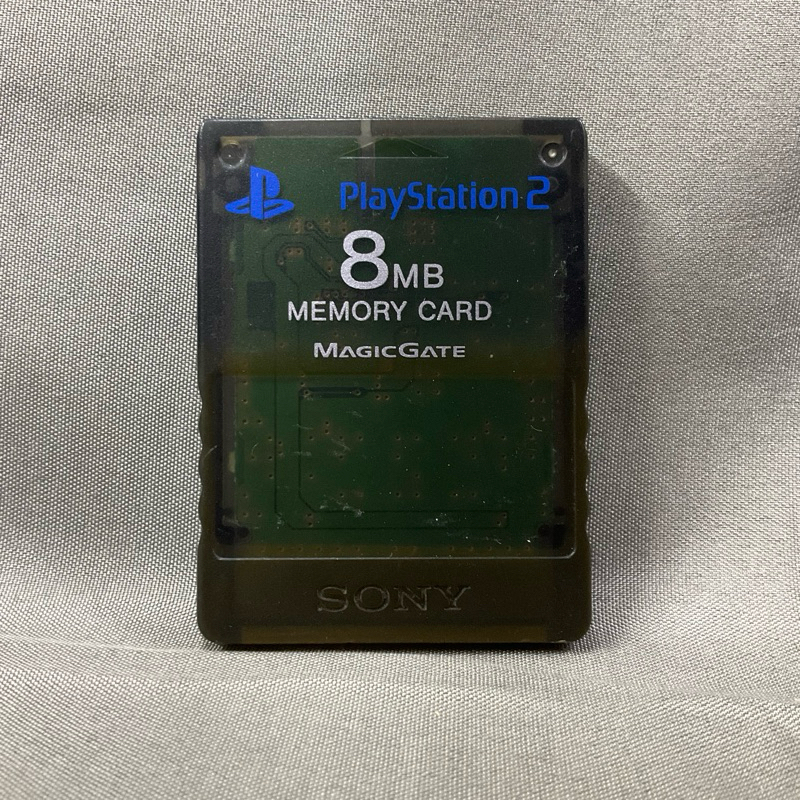 PlayStation 2
8MB
MEMORY CARD
MAGICGATE
SONY